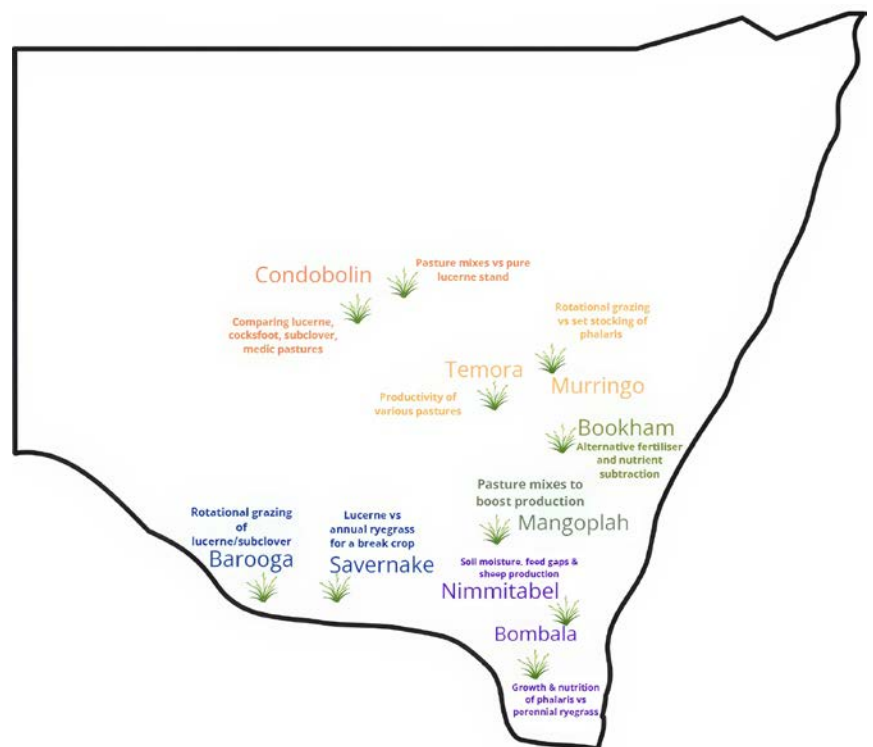 Condobolin
Pasture mixes vs pure
lucerne stand
Comparing lucerne,
cocksfoot, subclover,
medic pastures
Rotational grazing
vs set stocking of
phalaris
Temora
Murringo
Productivity of
various pastures
Bookham
Alternative fertiliser
and nutrient
subtraction
Pasture mixes to
boost production
Mangoplah
Rotational grazing
of
lucerne/subclover
Barooga
Lucerne vs
annual ryegrass
for a break crop
Savernake
Soil moisture, feed gaps &
sheep production
Nimmitabel
Bombala
Growth & nutrition
of phalaris vs
perennial ryegrass